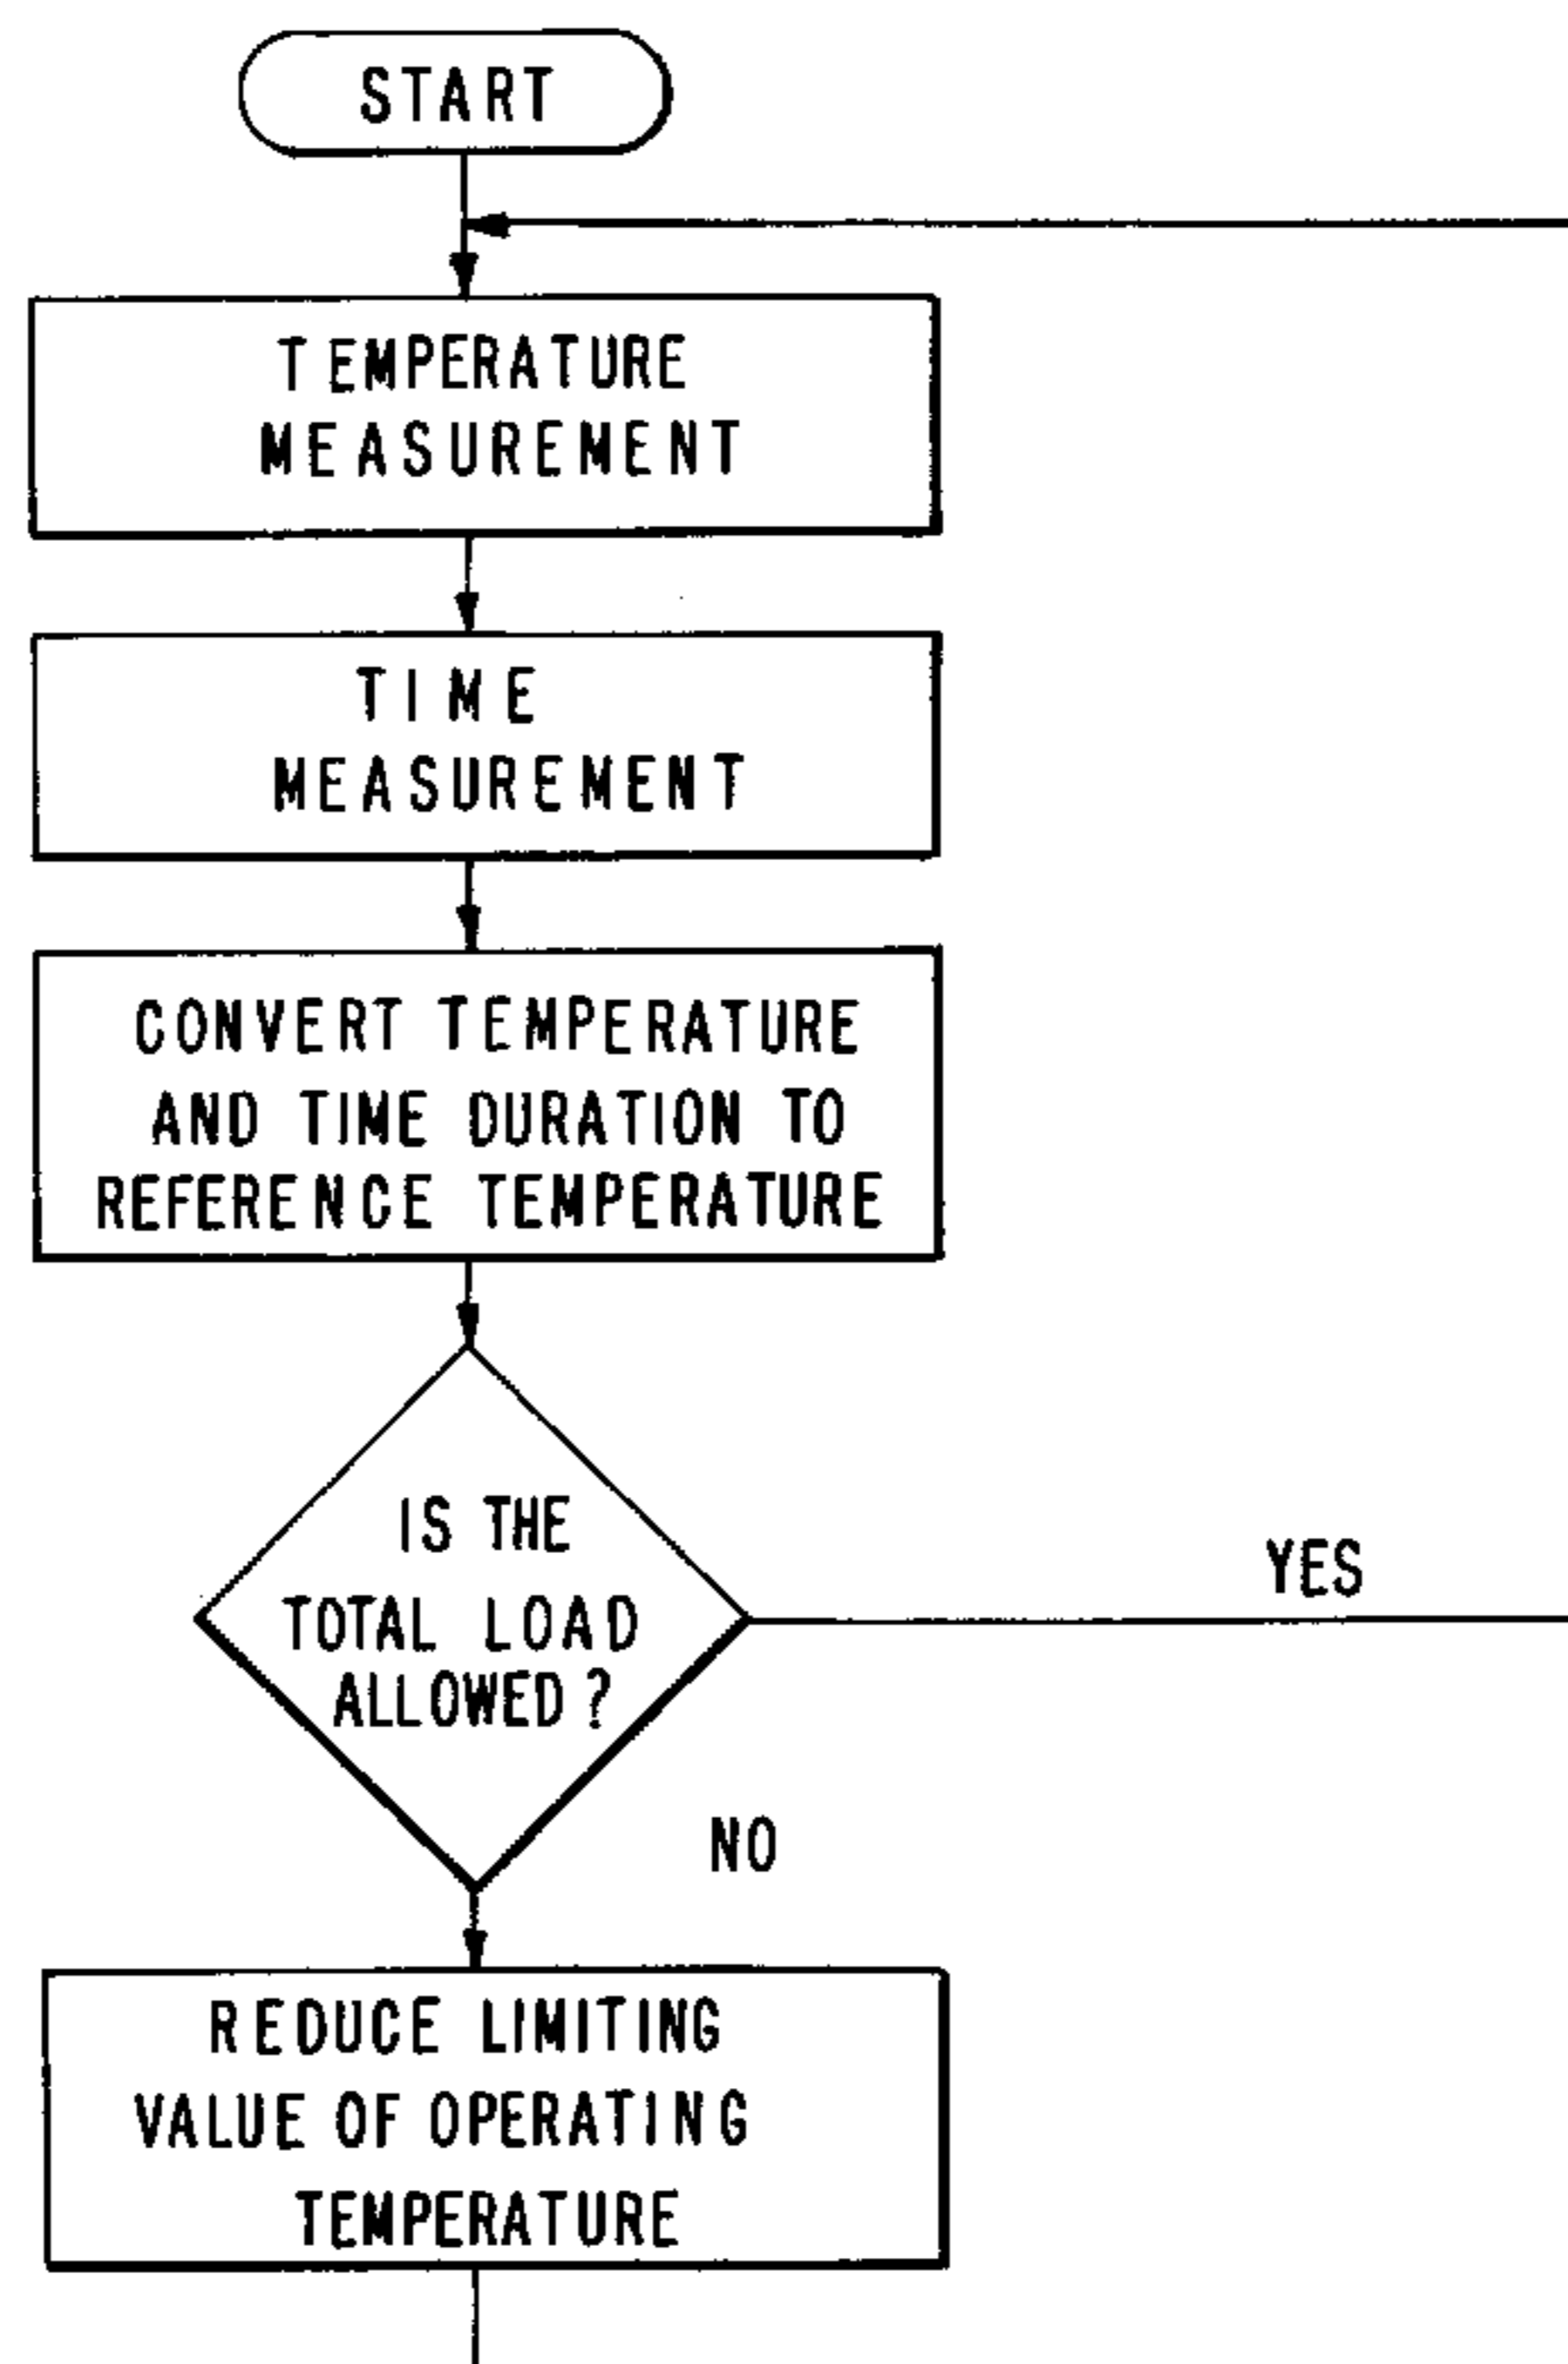 START
TEMPERATURE
MEASUREMENT
TIME
MEASUREMENT
CONVERT TEMPERATURE
AND TIME DURATION TO
REFERENCE TEMPERATURE
IS THE
TOTAL LOAD
ALLOWED?
YES
NO
REDUCE LIMITING
VALUE OF OPERATING
TEMPERATURE